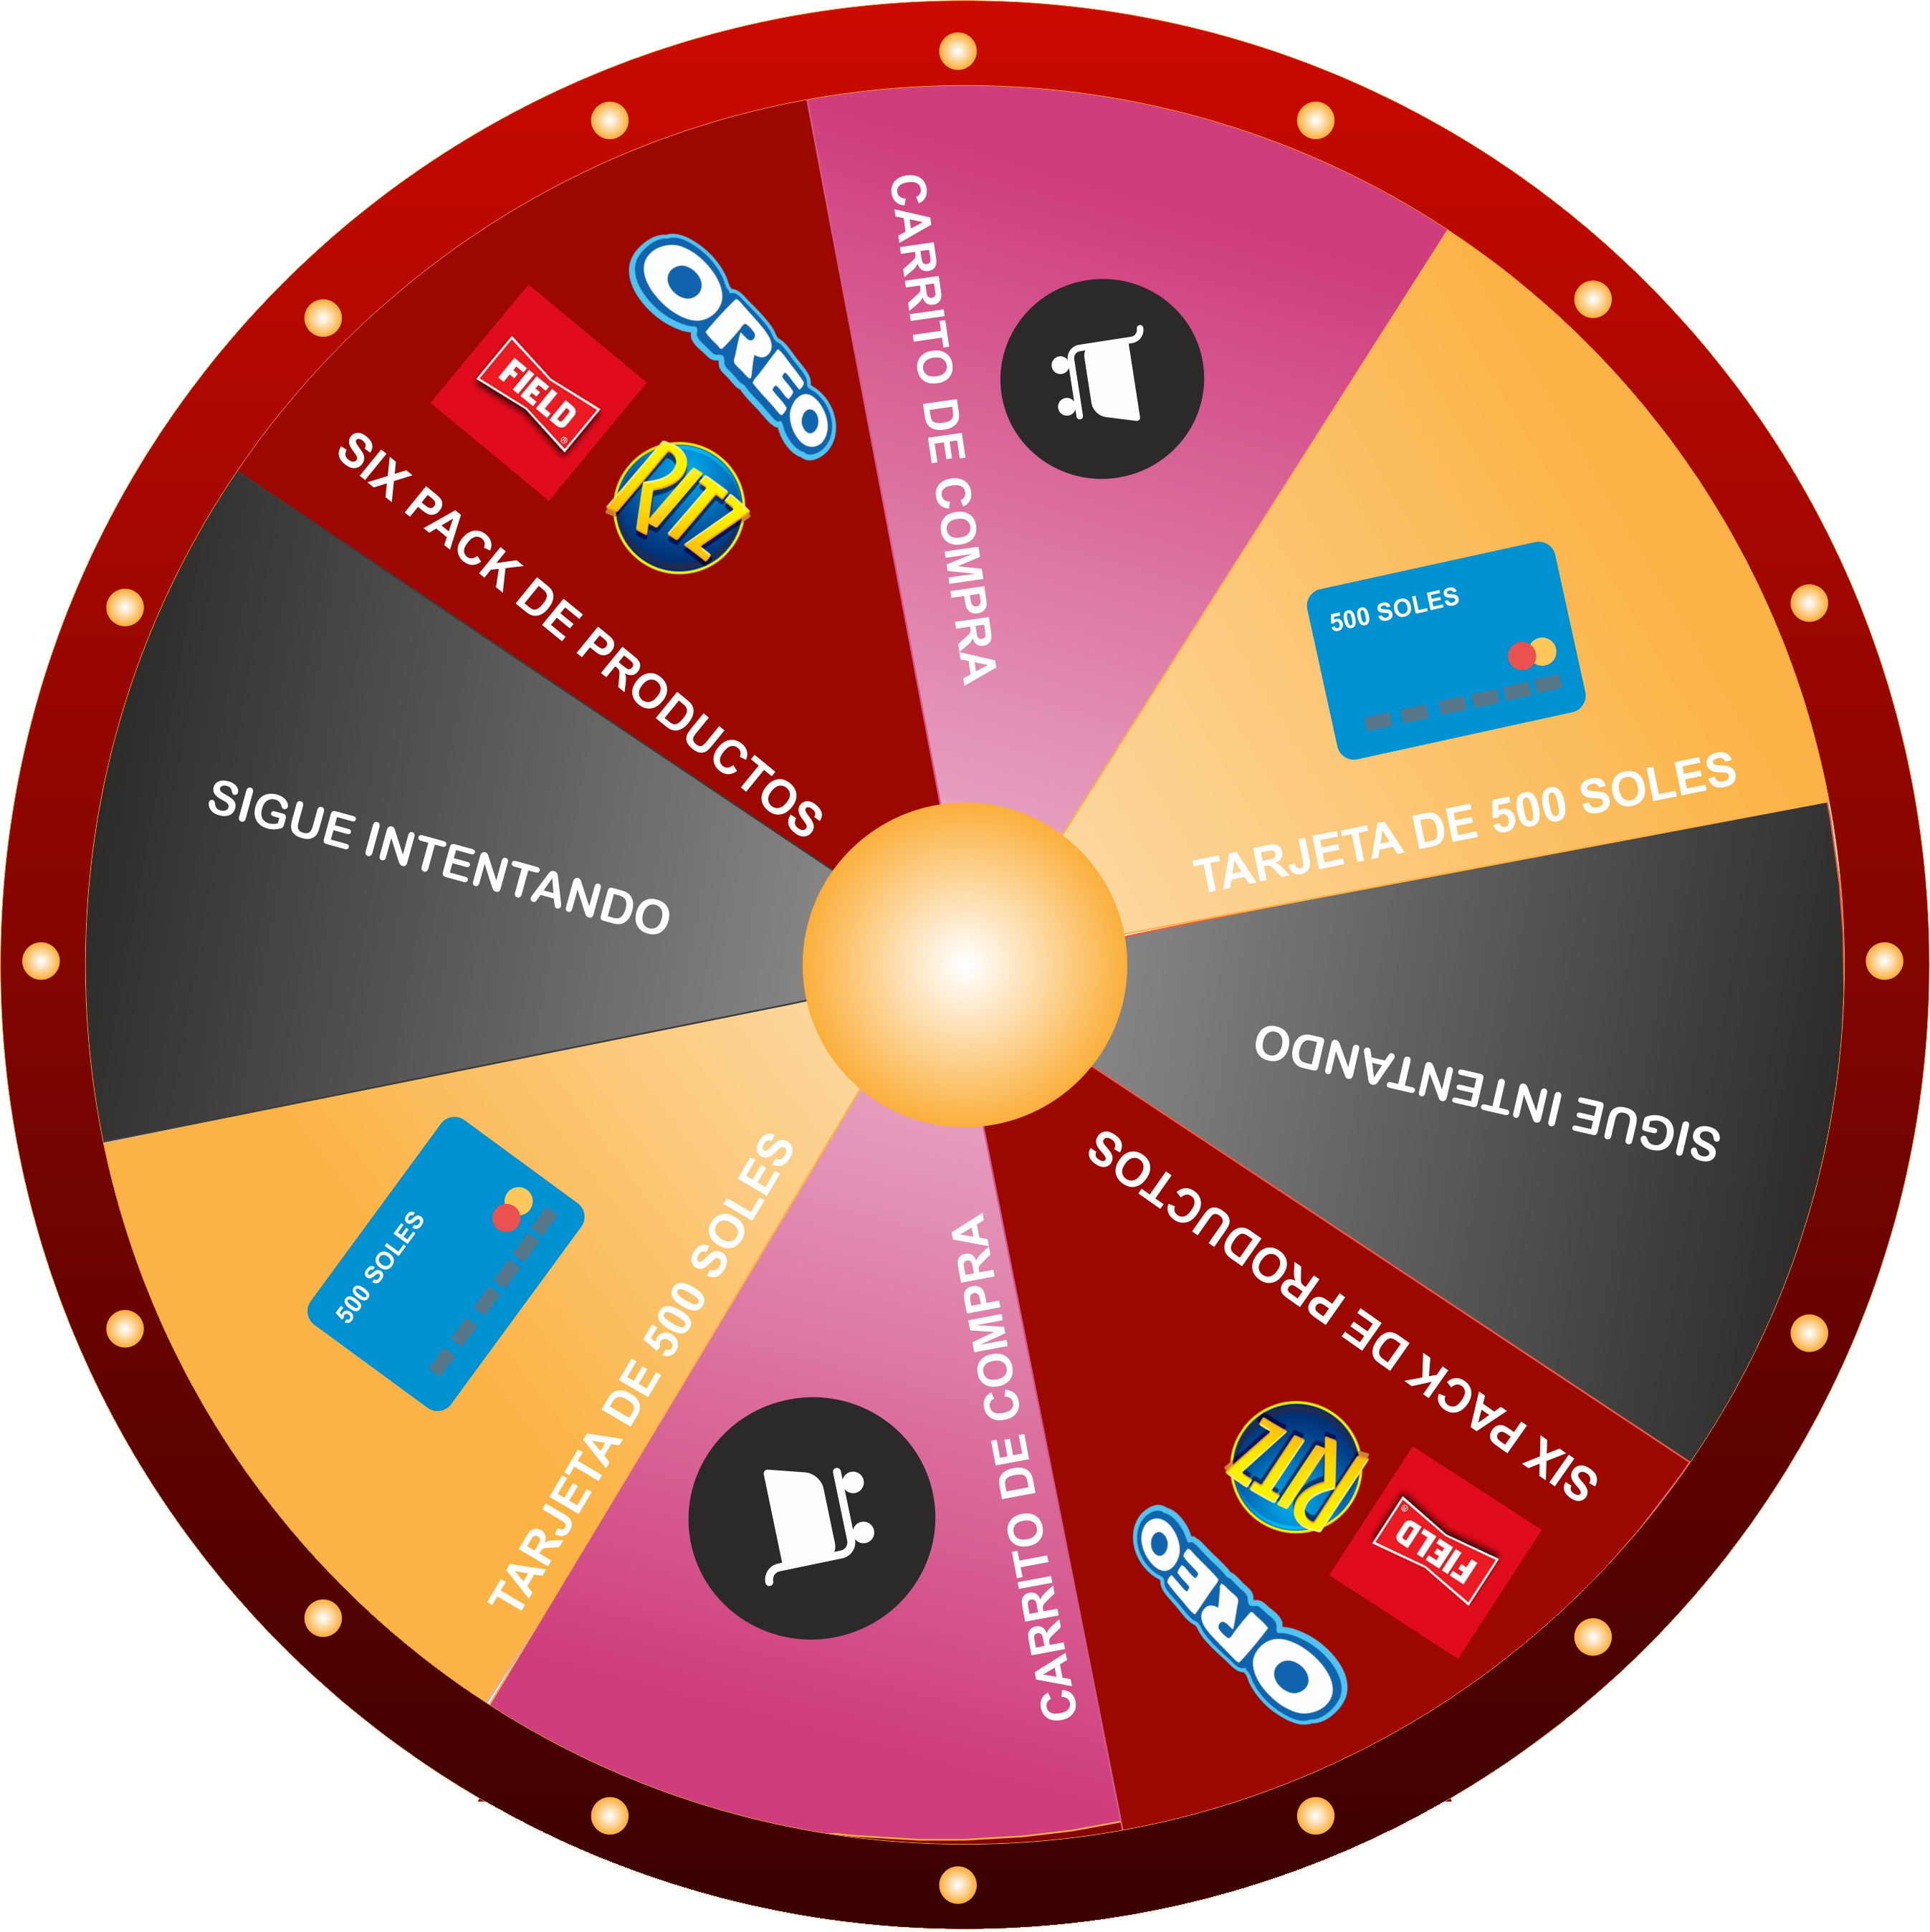 CARRITO DE COMPRA
500 SOLES
TARJETA DE 500 SOLES
SIGUE INTENTANDO
SIX PACK DE PRODUCTOS
RITZ
FIELD
®
OREO
CARRITO DE COMPRA
TARJETA DE 500 SOLES
500 SOLES
SIGUE INTENTANDO
SIX PACK DE PRODUCTOS
FIELD
®
OREO
RITZ